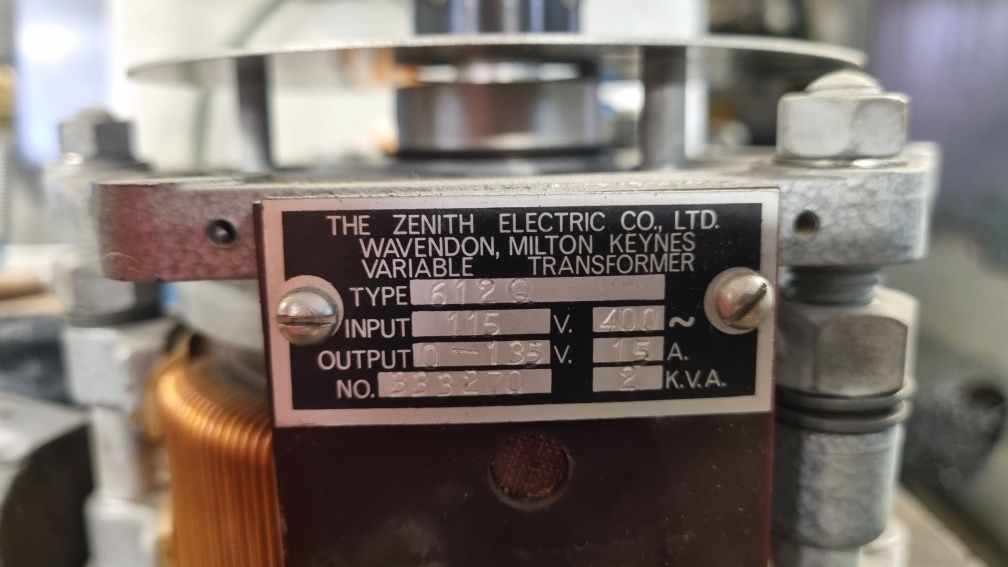 THE ZENITH ELECTRIC CO., LTD.
WAVENDON, MILTON KEYNES
VARIABLE TRANSFORMER
TYPE 612Q
INPUT 115 V. 400 ~
OUTPUT 0-135 V. 15 A.
NO. 333270 2 K.V.A.